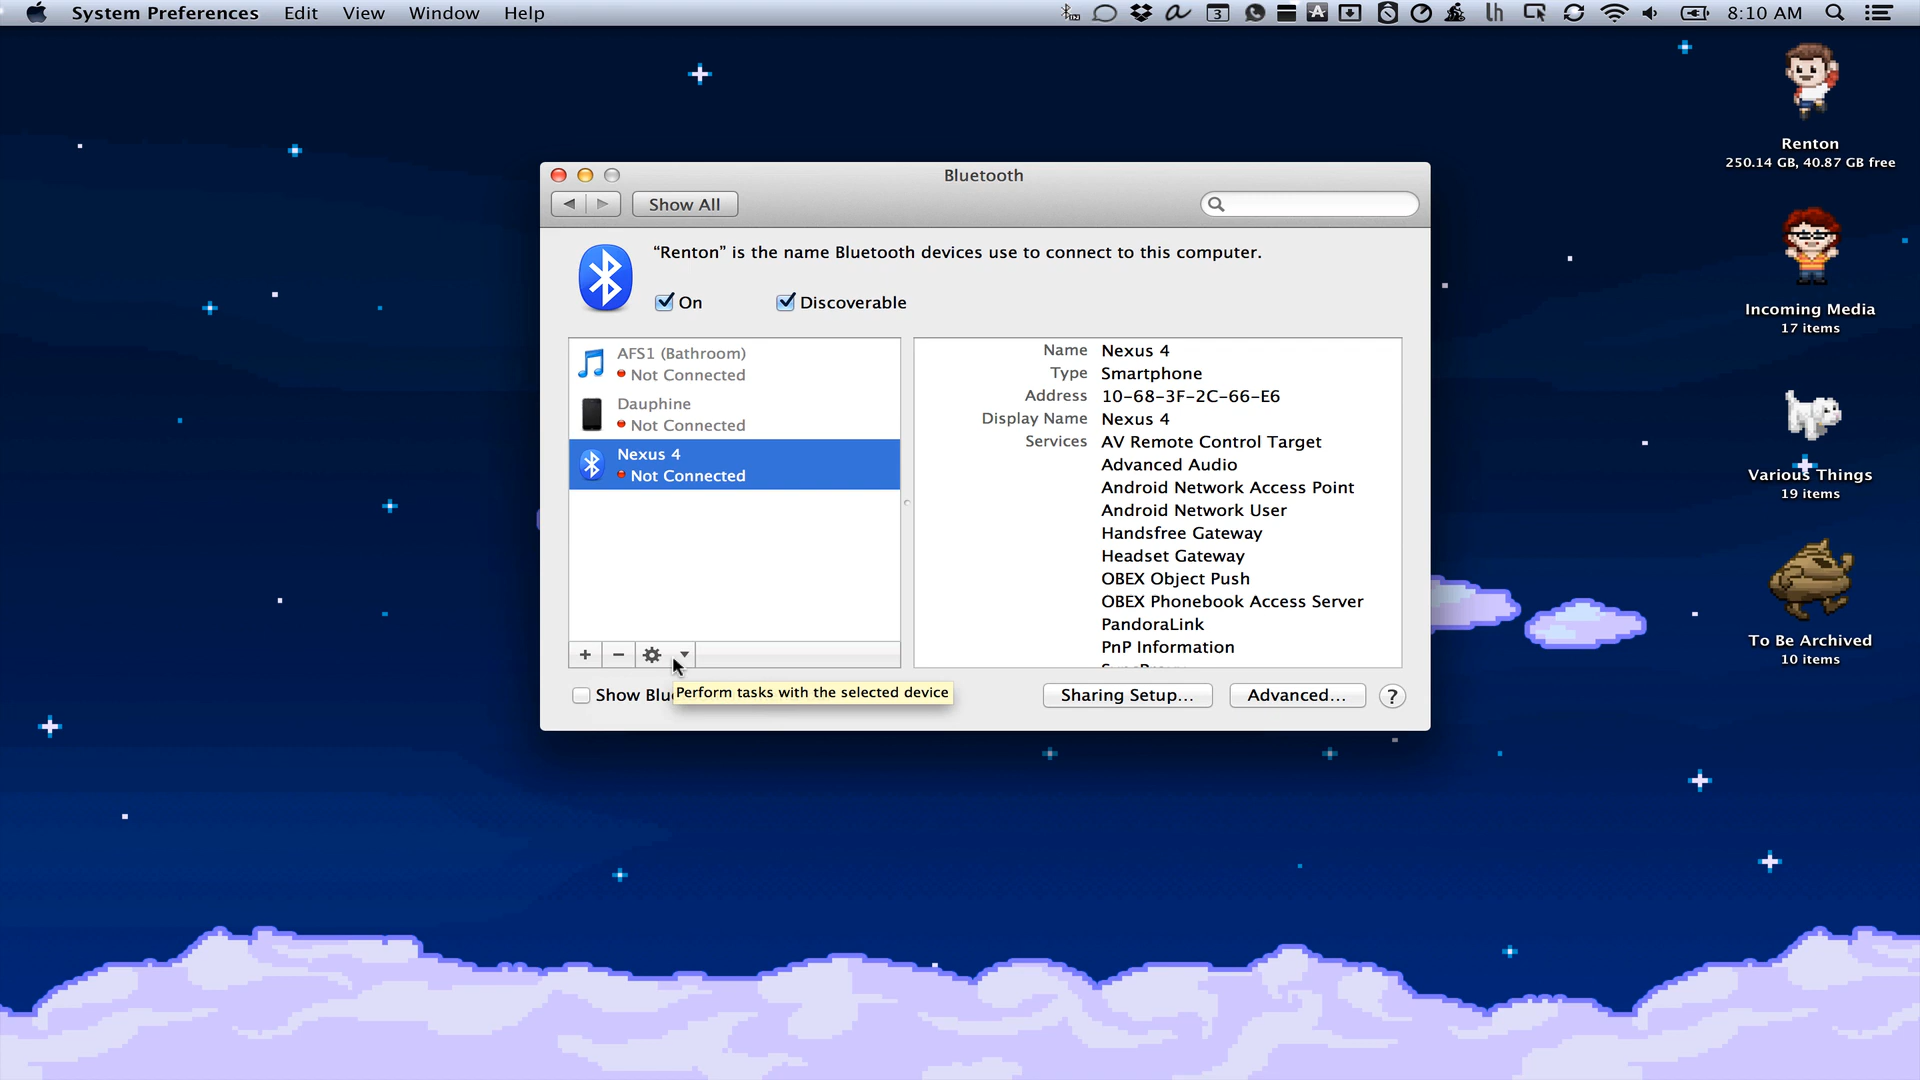 System Preferences Edit View Window Help
3 A lh 8:10 AM
Renton
250.14 GB, 40.87 GB free
Incoming Media
17 items
Various Things
19 items
To Be Archived
10 items
Bluetooth
Show All
“Renton” is the name Bluetooth devices use to connect to this computer.
On Discoverable
AFS1 (Bathroom)
Not Connected
Dauphine
Not Connected
Nexus 4
Not Connected
Name Nexus 4
Type Smartphone
Address 10-68-3F-2C-66-E6
Display Name Nexus 4
Services AV Remote Control Target
Advanced Audio
Android Network Access Point
Android Network User
Handsfree Gateway
Headset Gateway
OBEX Object Push
OBEX Phonebook Access Server
PandoraLink
PnP Information
Show Blu
Perform tasks with the selected device
Sharing Setup... Advanced... ?